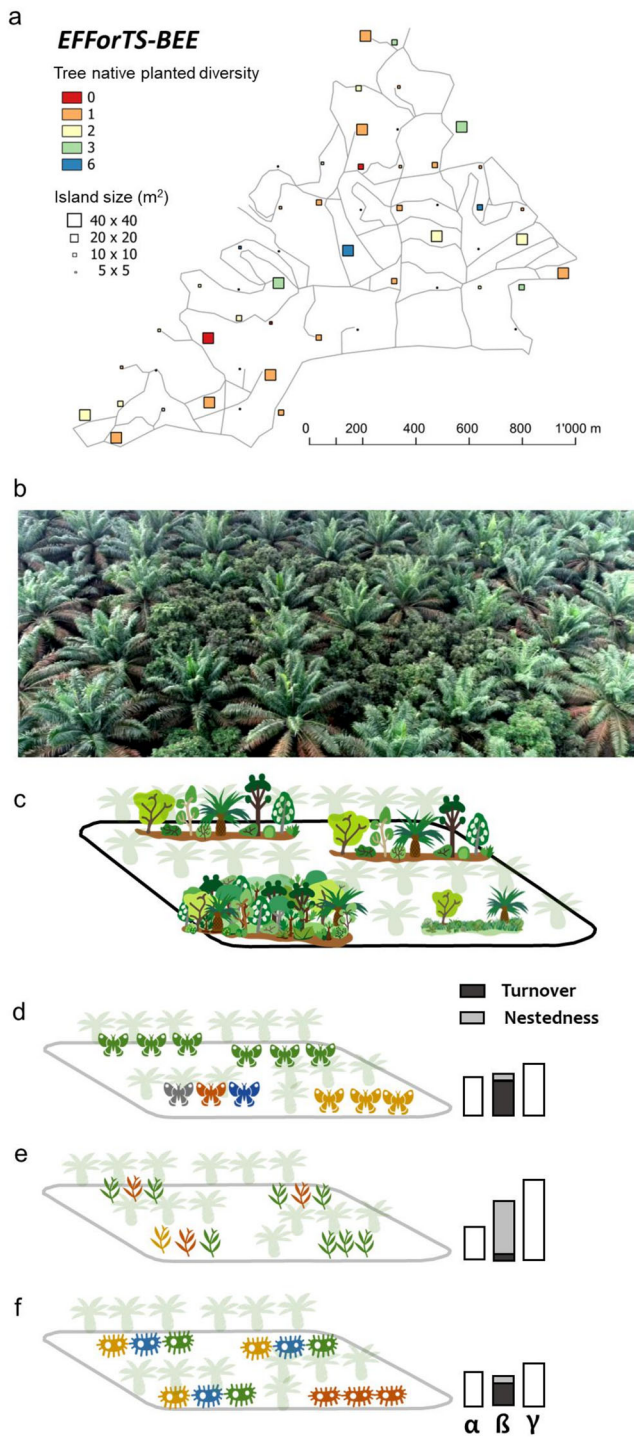 a
EFForTS-BEE
Tree native planted diversity
0
1
2
3
6
Island size (m²)
40 x 40
20 x 20
10 x 10
5 x 5
0 200 400 600 800 1'000 m
b
c
d
Turnover
Nestedness
e
f
α ß γ